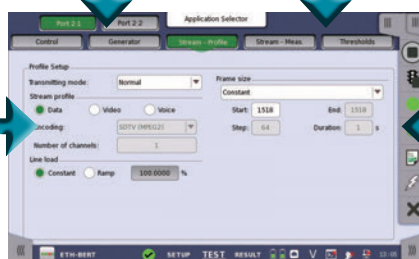 Port 2.1 Port 2.2 Application Selector
Control Generator Stream - Profile Stream - Meas. Thresholds
Profile Setup
Transmitting mode: Normal
Frame size
Constant
Stream profile
Data Video Voice
Start: 1518 End: 1518
Encoding: SDTV (MPEG2)
Step: 64 Duration: 1 s
Number of channels: 1
Line load
Constant Ramp 100.0000 %
ETH-BERT SETUP TEST RESULT V